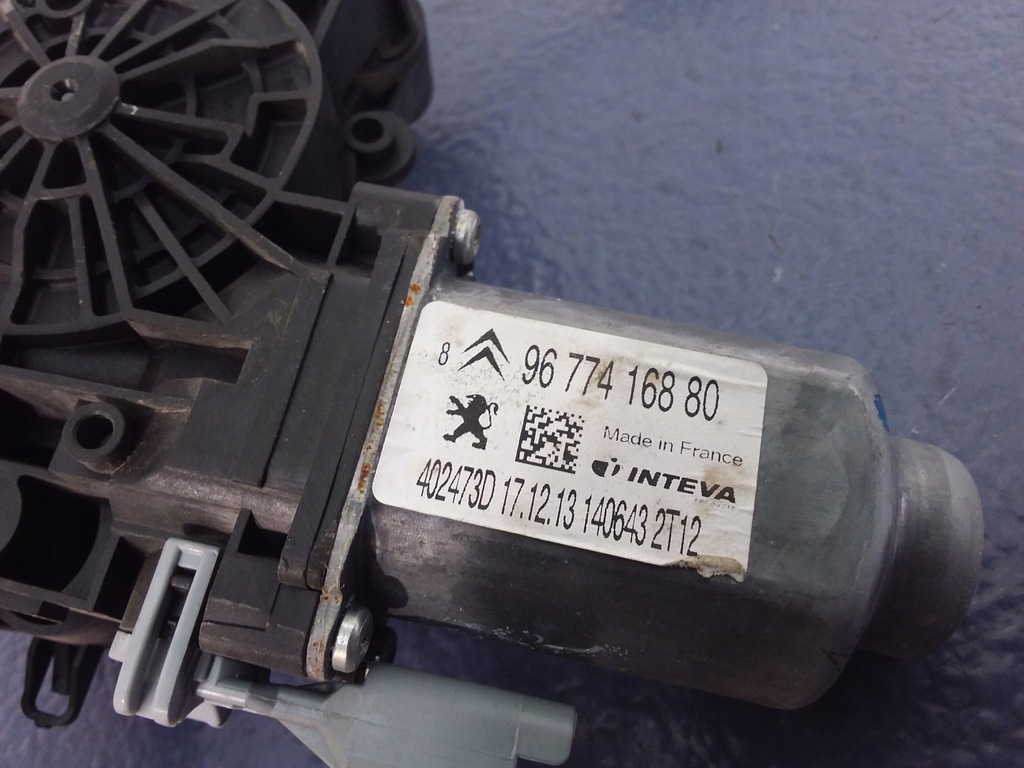 8 96 774 168 80
Made in France
INTEVA
402473D 17.12.13 140643 2T12